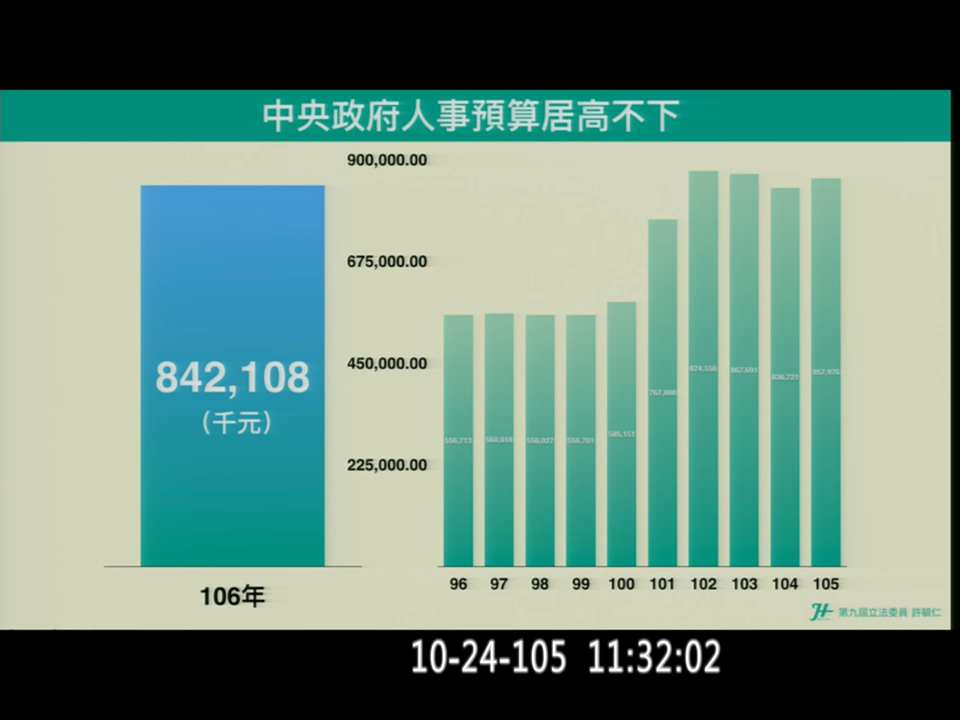 中央政府人事預算居高不下
900,000.00
675,000.00
450,000.00
225,000.00
842,108
(千元)
106年
556,713 560,018 556,027 556,701 585,151 767,880 874,556 867,691 836,721 857,976
96 97 98 99 100 101 102 103 104 105
第九屆立法委員 許毓仁
10-24-105 11:32:02